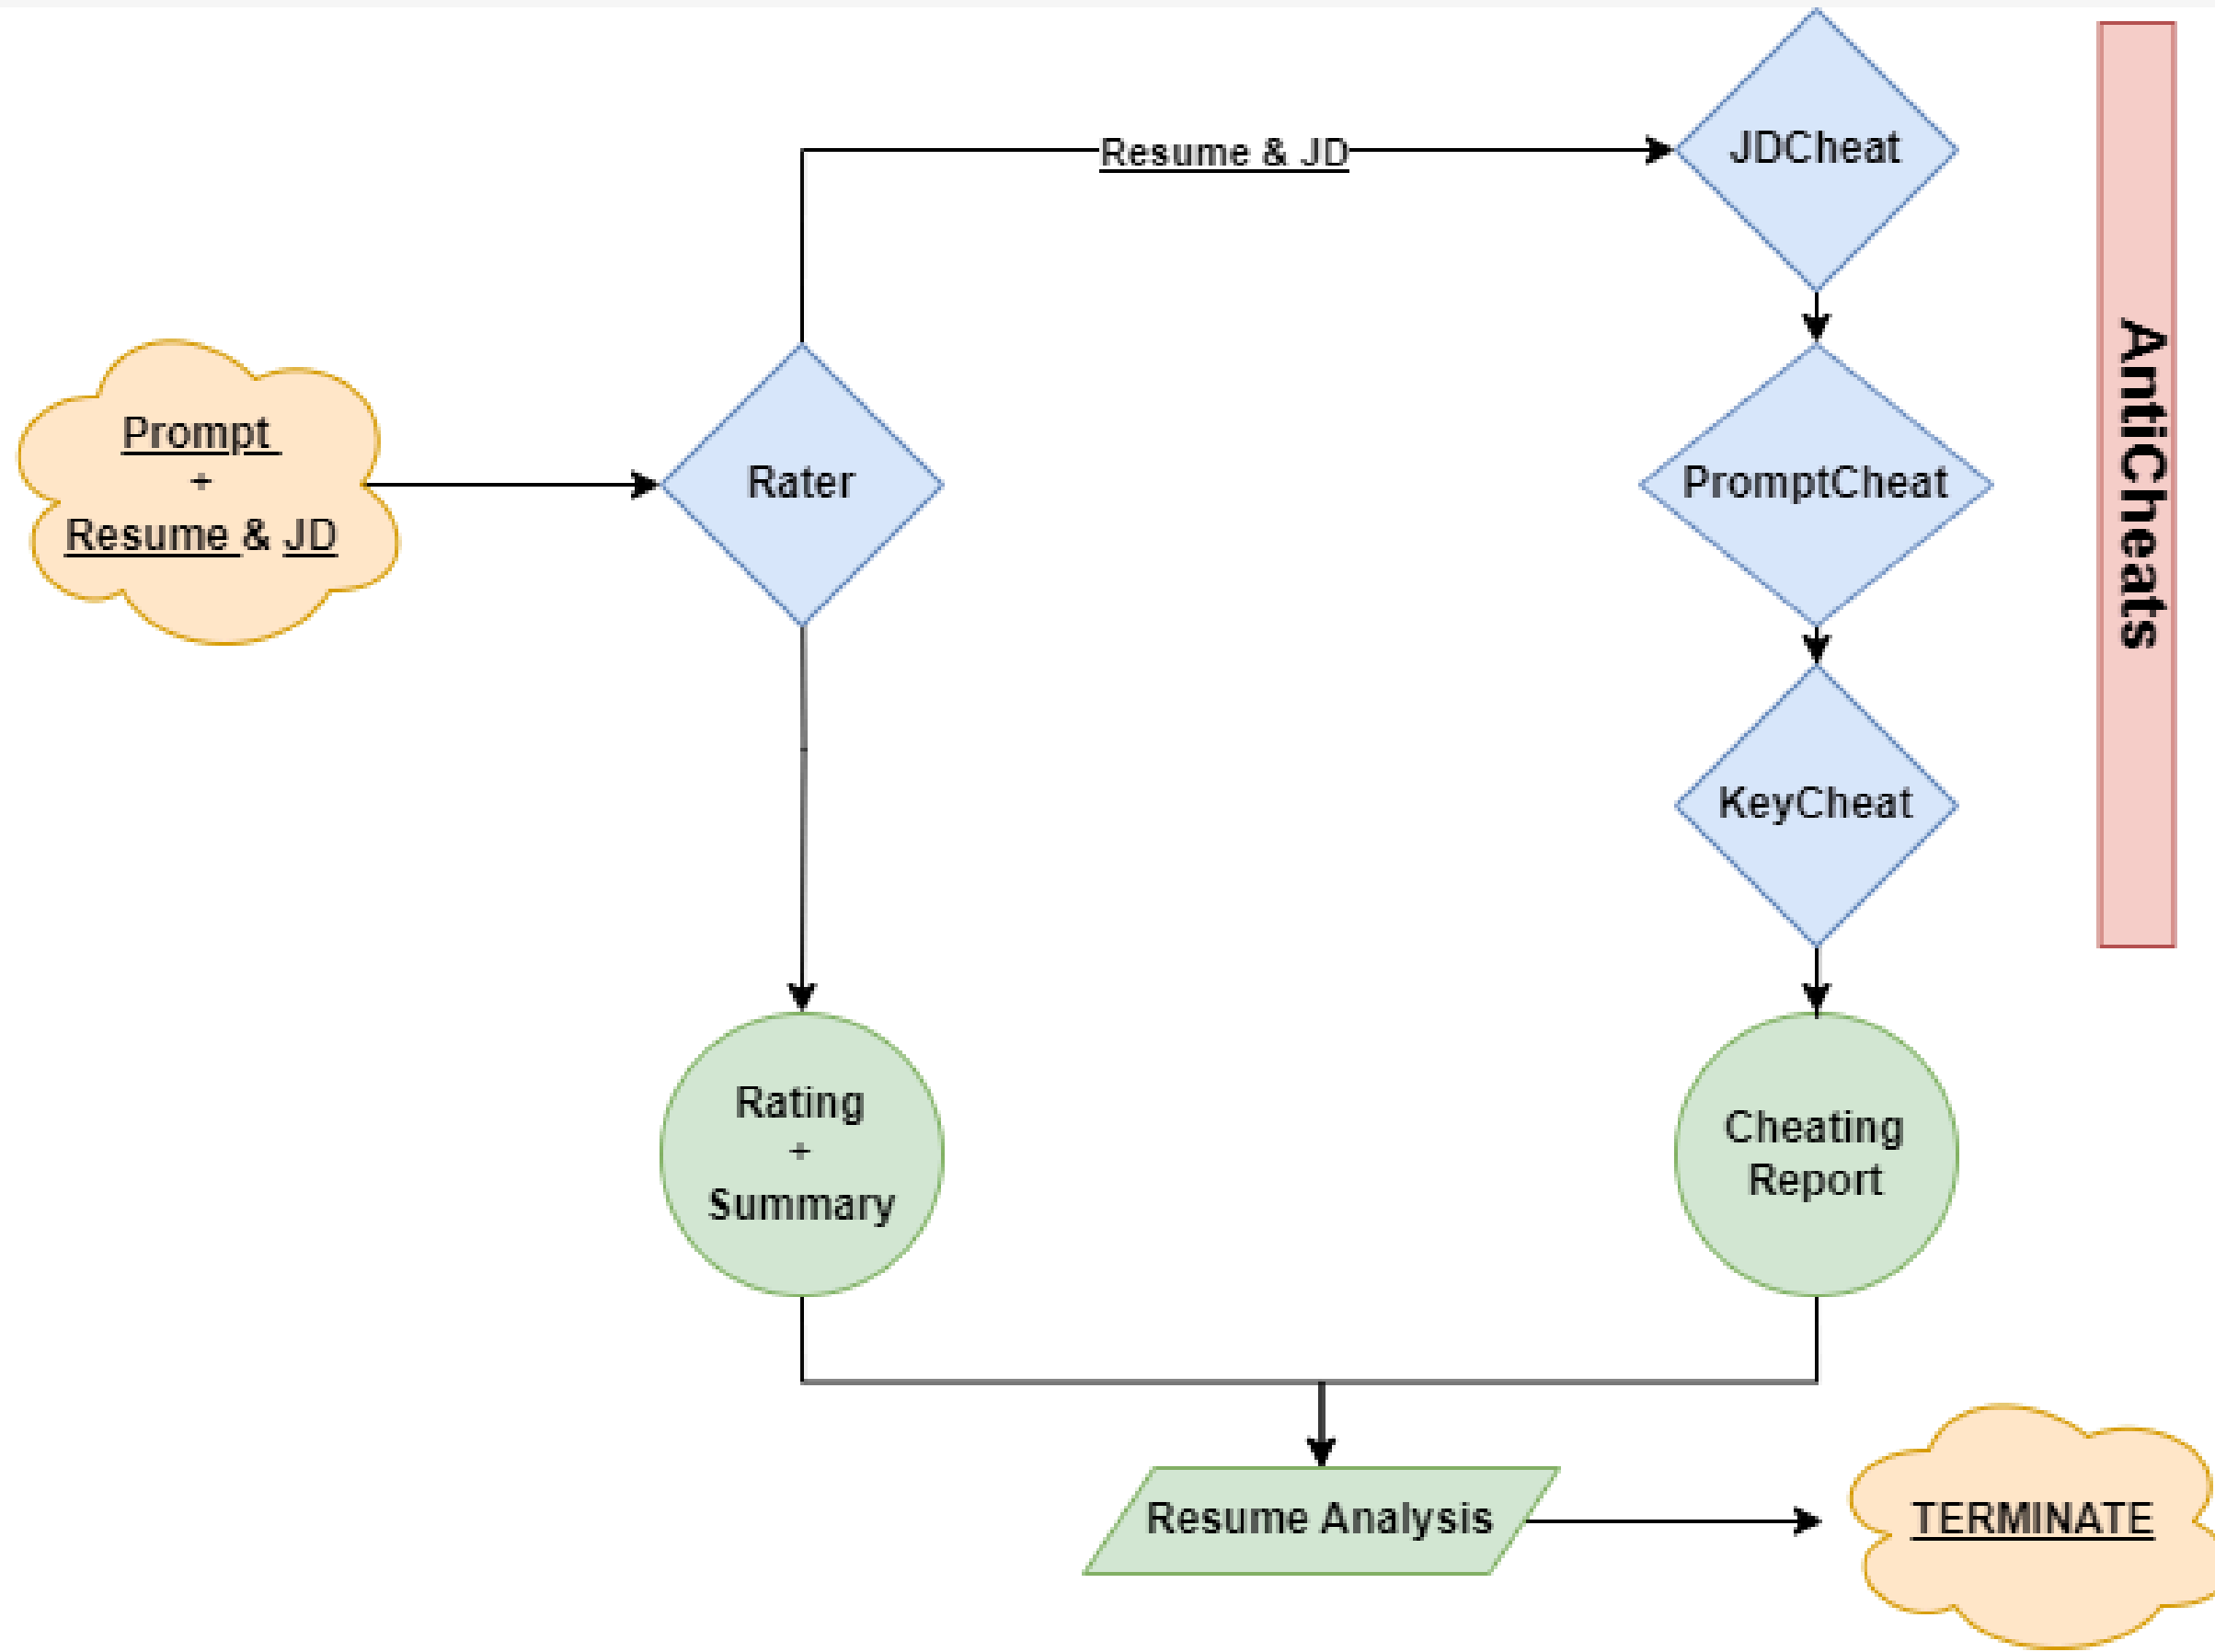 Resume & JD
JDCheat
AntiCheats
Prompt
+
Resume & JD
Rater
PromptCheat
KeyCheat
Rating
+
Summary
Cheating
Report
Resume Analysis
TERMINATE